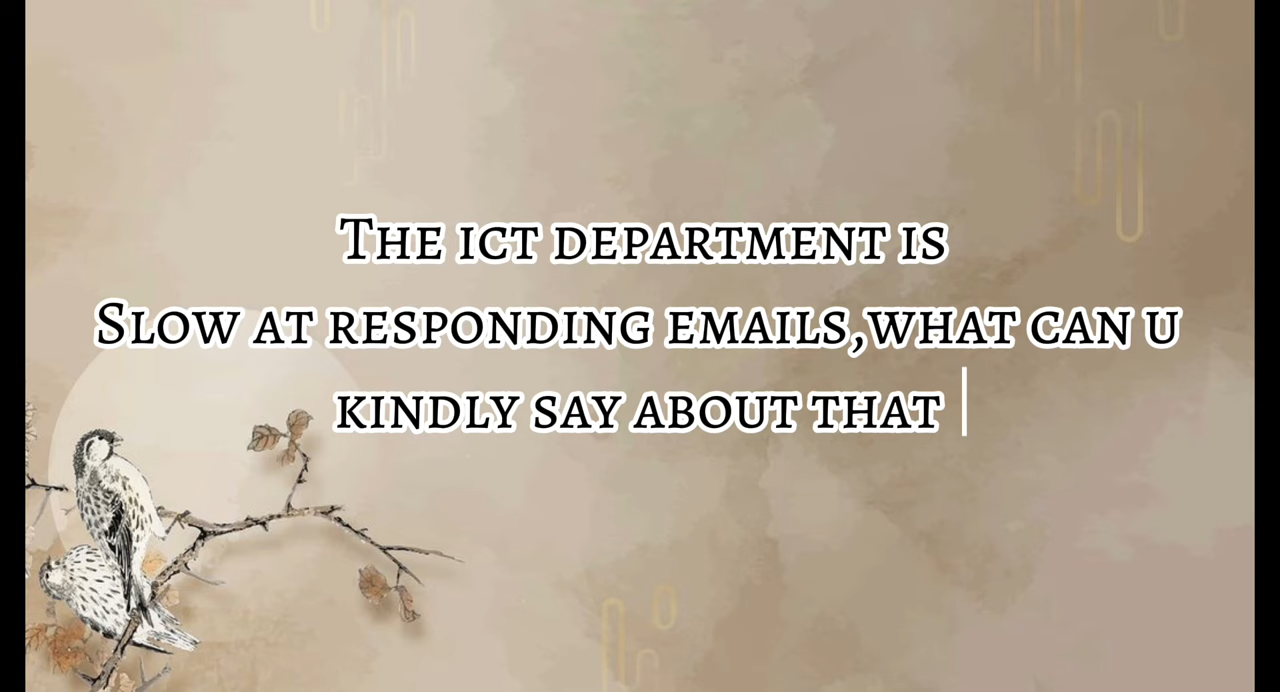 The ict department is
Slow at responding emails,what can u
kindly say about that